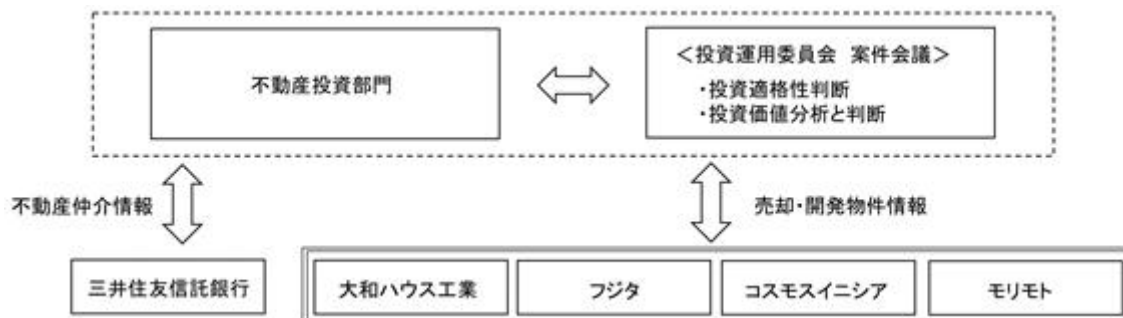 不動産投資部門
＜投資運用委員会　案件会議＞
・投資適格性判断
・投資価値分析と判断
不動産仲介情報
売却・開発物件情報
三井住友信託銀行
大和ハウス工業
フジタ
コスモスイニシア
モリモト